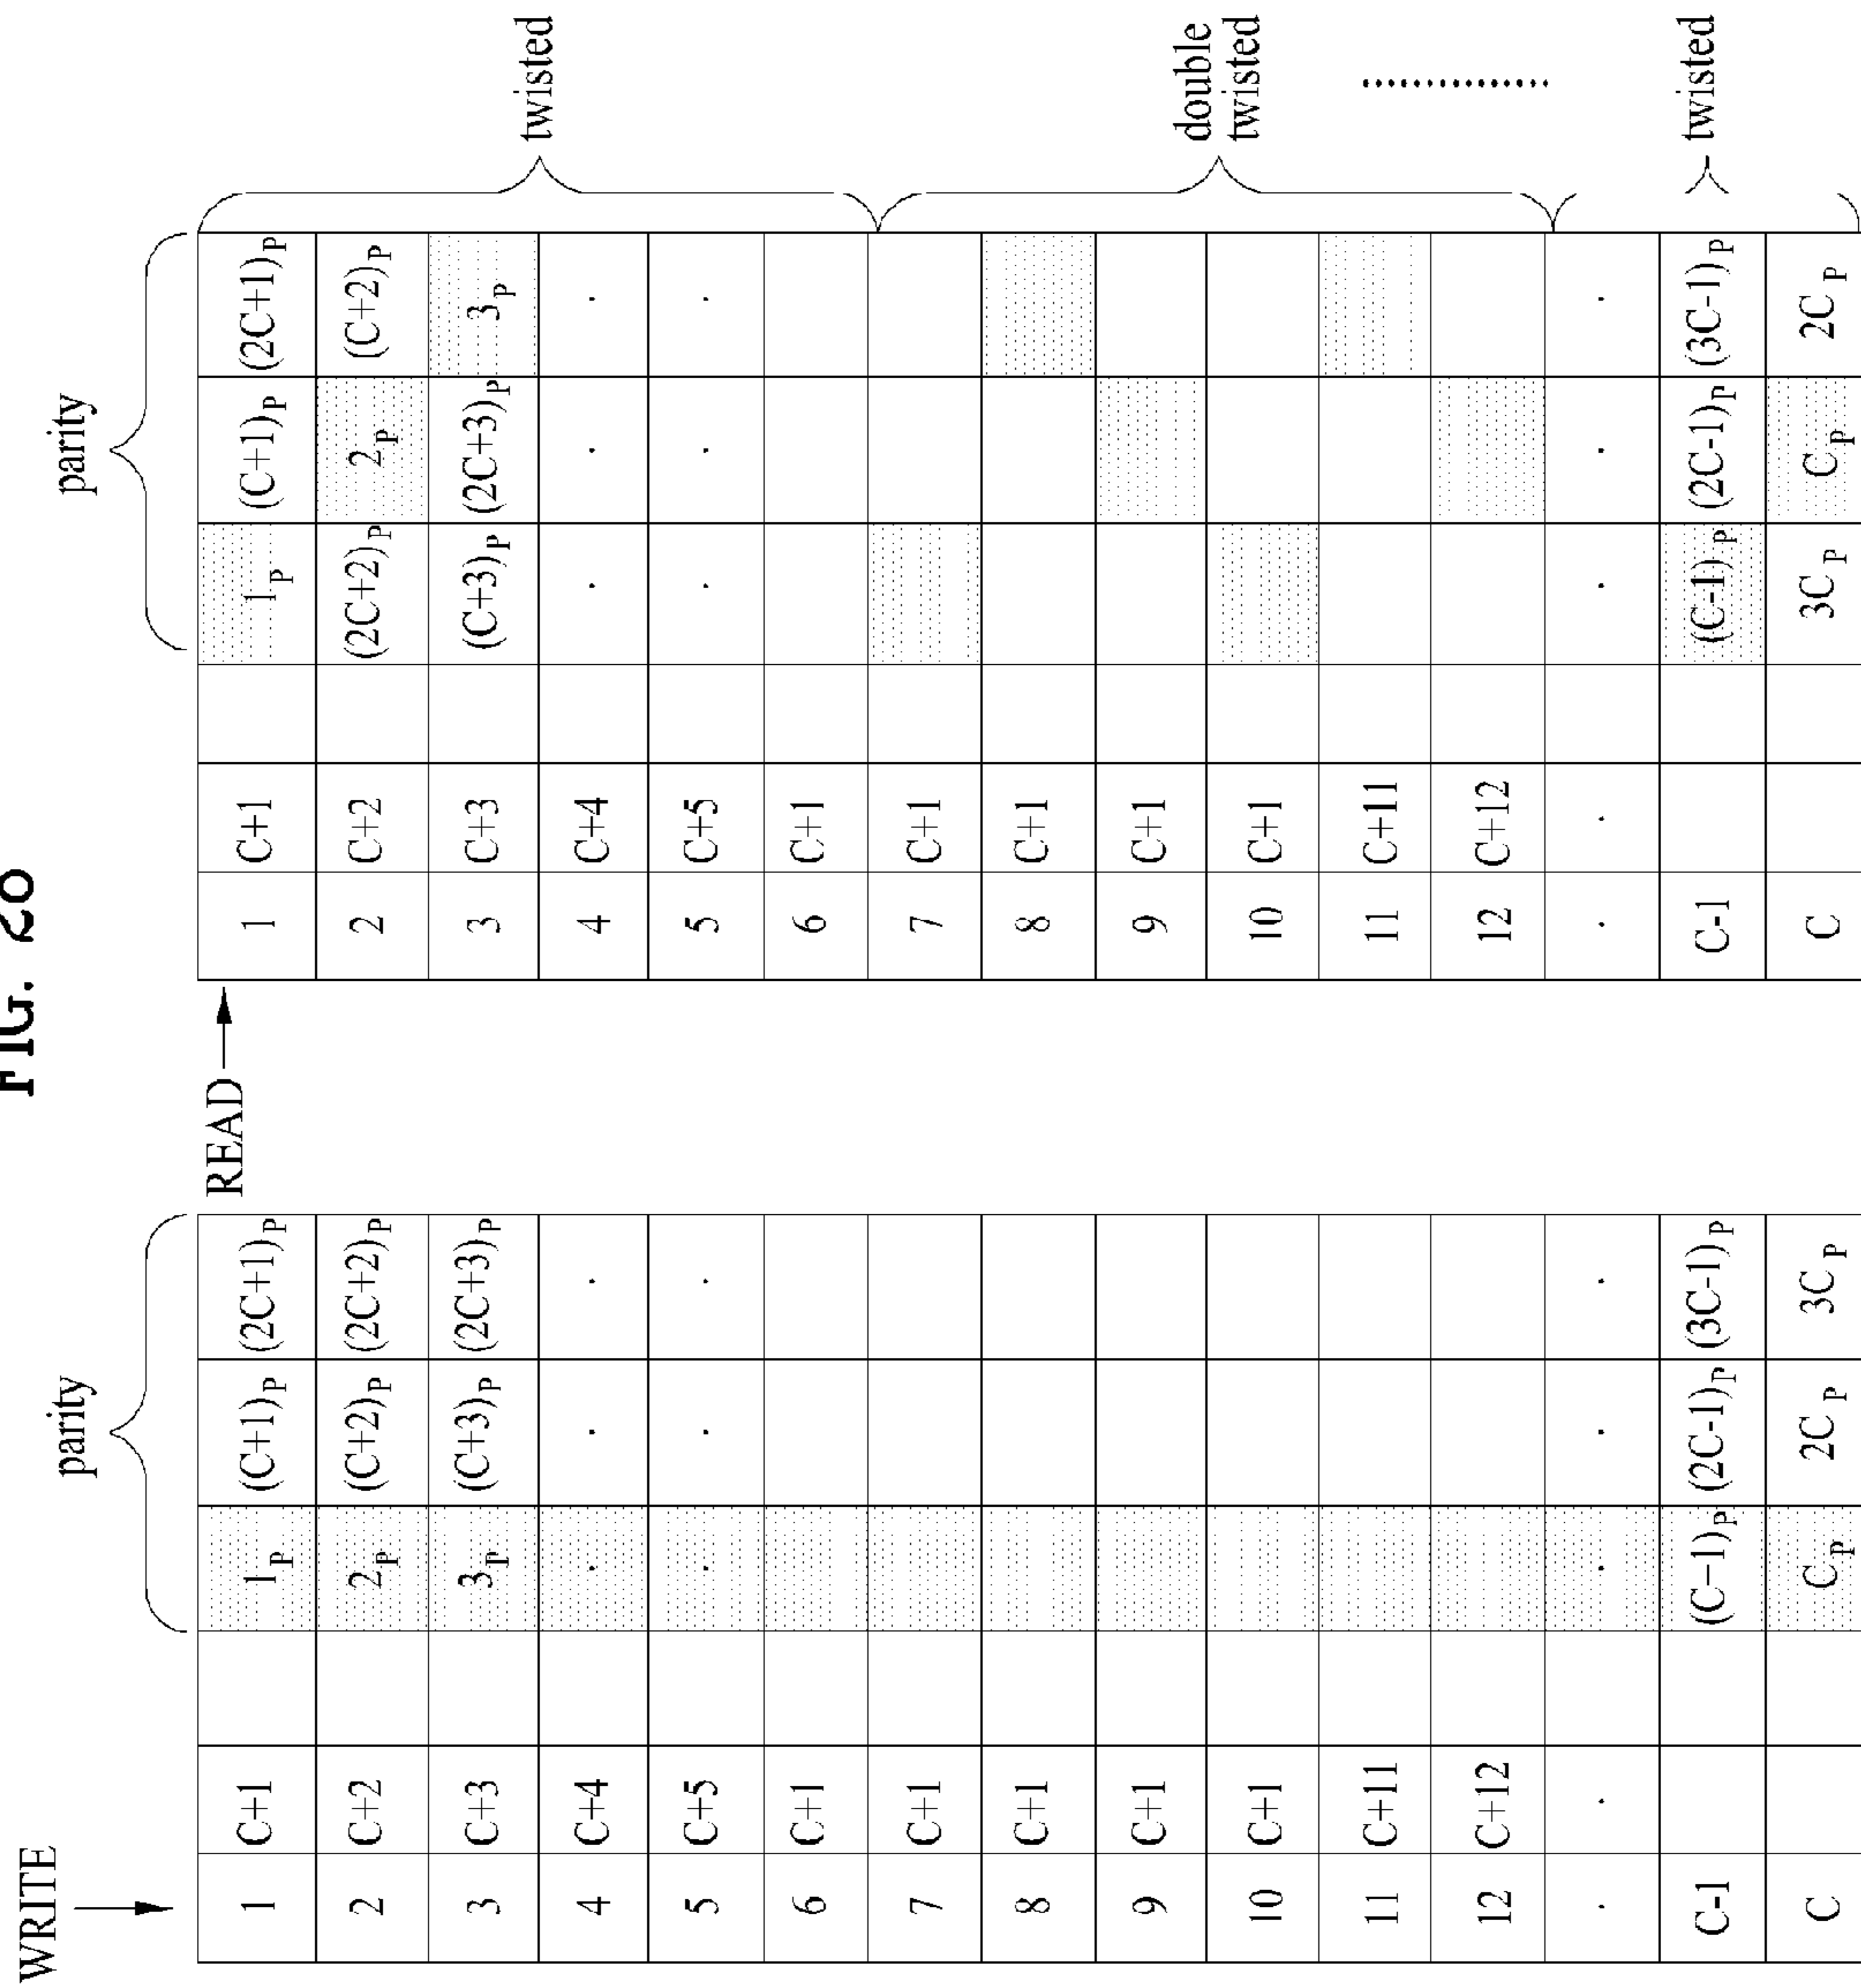 FIG.
WRITE
parity
1 C+1 1P (C+1)P (2C+1)P
2 C+2 2P (C+2)P (2C+2)P
3 C+3 3P (C+3)P (2C+3)P
4 C+4 . . .
5 C+5 . . .
6 C+1
7 C+1
8 C+1
9 C+1
10 C+1
11 C+11
12 C+12
. . . . .
C-1 (C-1)P (2C-1)P (3C-1)P
C CP 2CP 3CP
READ
parity
1 C+1 1P (C+1)P (2C+1)P
2 C+2 (2C+2)P 2P (C+2)P
3 C+3 (C+3)P (2C+3)P 3P
4 C+4 . . .
5 C+5 . . .
6 C+1
7 C+1
8 C+1
9 C+1
10 C+1
11 C+11
12 C+12
. . . . .
C-1 (C-1)P (2C-1)P (3C-1)P
C 3CP CP 2CP
twisted
double
twisted
..............
twisted